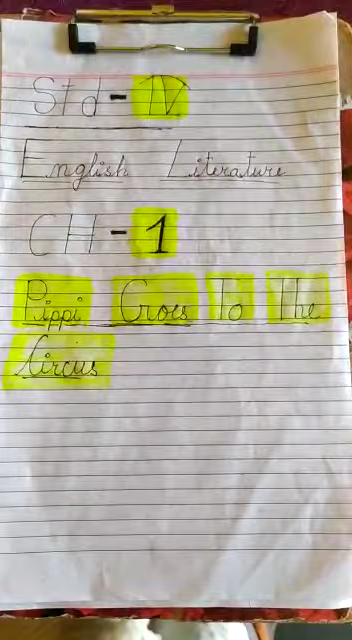 Std - IV
English Literature
CH - 1
Pippi Goes To The
Circus